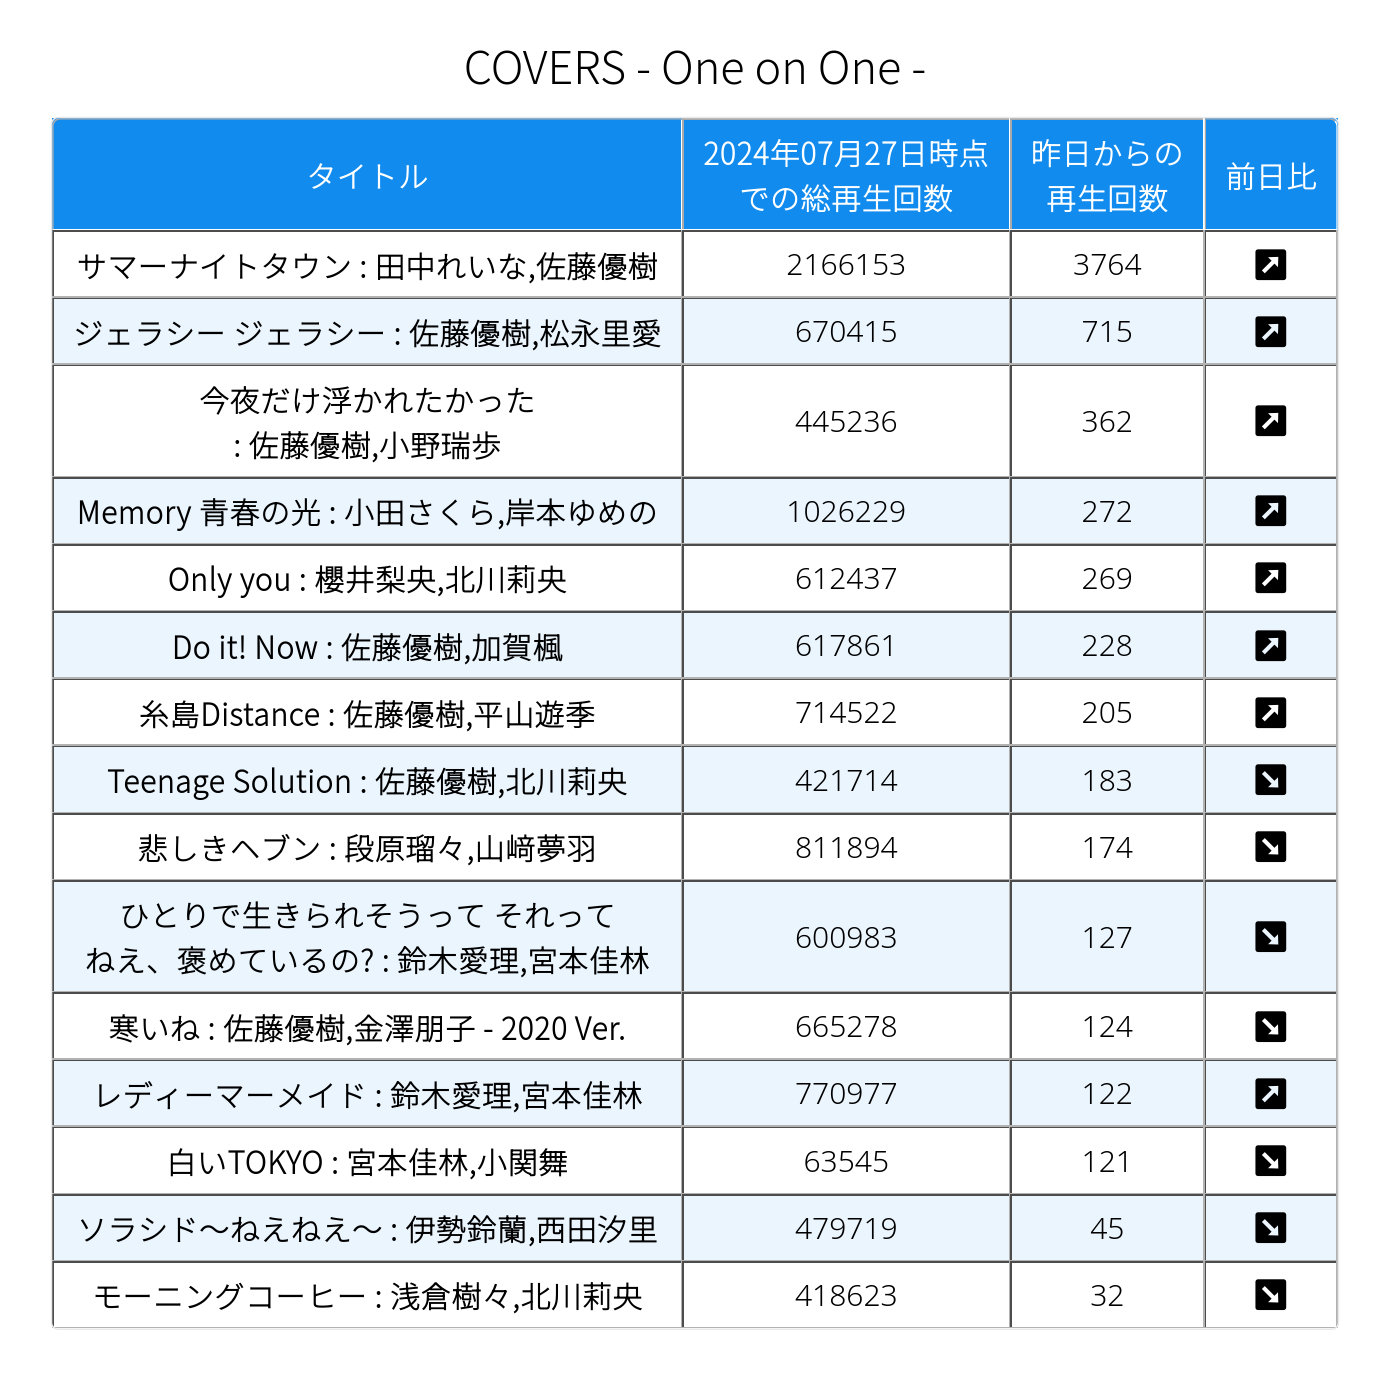 COVERS - One on One -
タイトル
2024年07月27日時点
での総再生回数
昨日からの
再生回数
前日比
サマーナイトタウン : 田中れいな,佐藤優樹
2166153
3764
ジェラシー ジェラシー : 佐藤優樹,松永里愛
670415
715
今夜だけ浮かれたかった
: 佐藤優樹,小野瑞歩
445236
362
Memory 青春の光 : 小田さくら,岸本ゆめの
1026229
272
Only you : 櫻井梨央,北川莉央
612437
269
Do it! Now : 佐藤優樹,加賀楓
617861
228
糸島Distance : 佐藤優樹,平山遊季
714522
205
Teenage Solution : 佐藤優樹,北川莉央
421714
183
悲しきヘブン : 段原瑠々,山﨑夢羽
811894
174
ひとりで生きられそうって それって
ねえ、褒めているの? : 鈴木愛理,宮本佳林
600983
127
寒いね : 佐藤優樹,金澤朋子 - 2020 Ver.
665278
124
レディーマーメイド : 鈴木愛理,宮本佳林
770977
122
白いTOKYO : 宮本佳林,小関舞
63545
121
ソラシド〜ねえねえ〜 : 伊勢鈴蘭,西田汐里
479719
45
モーニングコーヒー : 浅倉樹々,北川莉央
418623
32